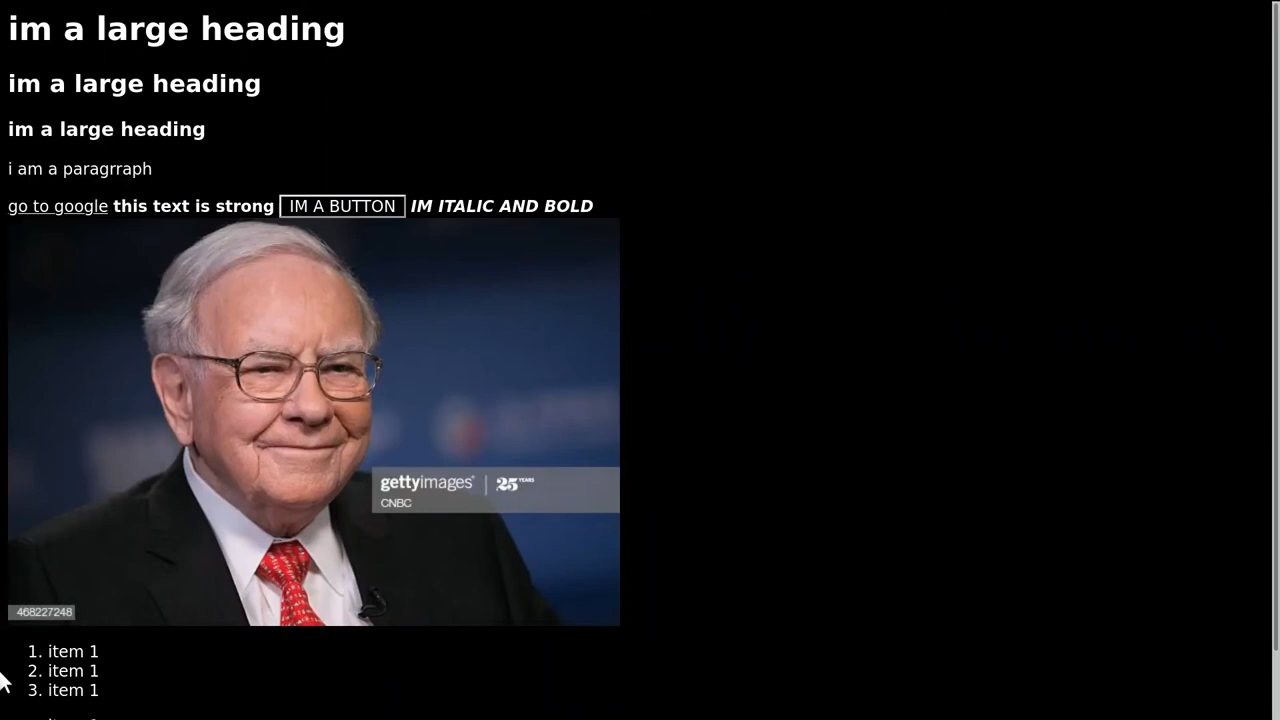 im a large heading
im a large heading
im a large heading
i am a paragrraph
go to google this text is strong IM A BUTTON IM ITALIC AND BOLD
gettyimages® | 25 YEARS
CNBC
468227248
1. item 1
2. item 1
3. item 1